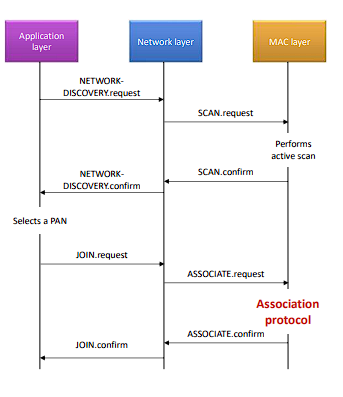 Application
layer
Network layer
MAC layer
NETWORK-
DISCOVERY.request
SCAN.request
Performs
active scan
SCAN.confirm
NETWORK-
DISCOVERY.confirm
Selects a PAN
JOIN.request
ASSOCIATE.request
Association
protocol
ASSOCIATE.confirm
JOIN.confirm